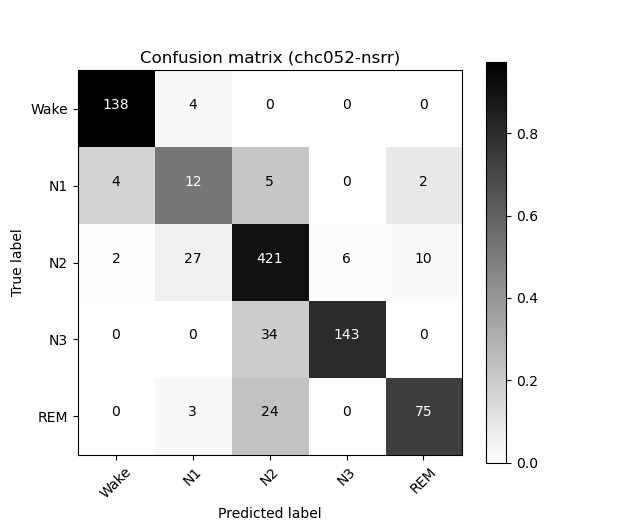 Confusion matrix (chc052-nsrr)
True label
Wake 138 4 0 0 0
N1 4 12 5 0 2
N2 2 27 421 6 10
N3 0 0 34 143 0
REM 0 3 24 0 75
Wake N1 N2 N3 REM
Predicted label
0.8
0.6
0.4
0.2
0.0